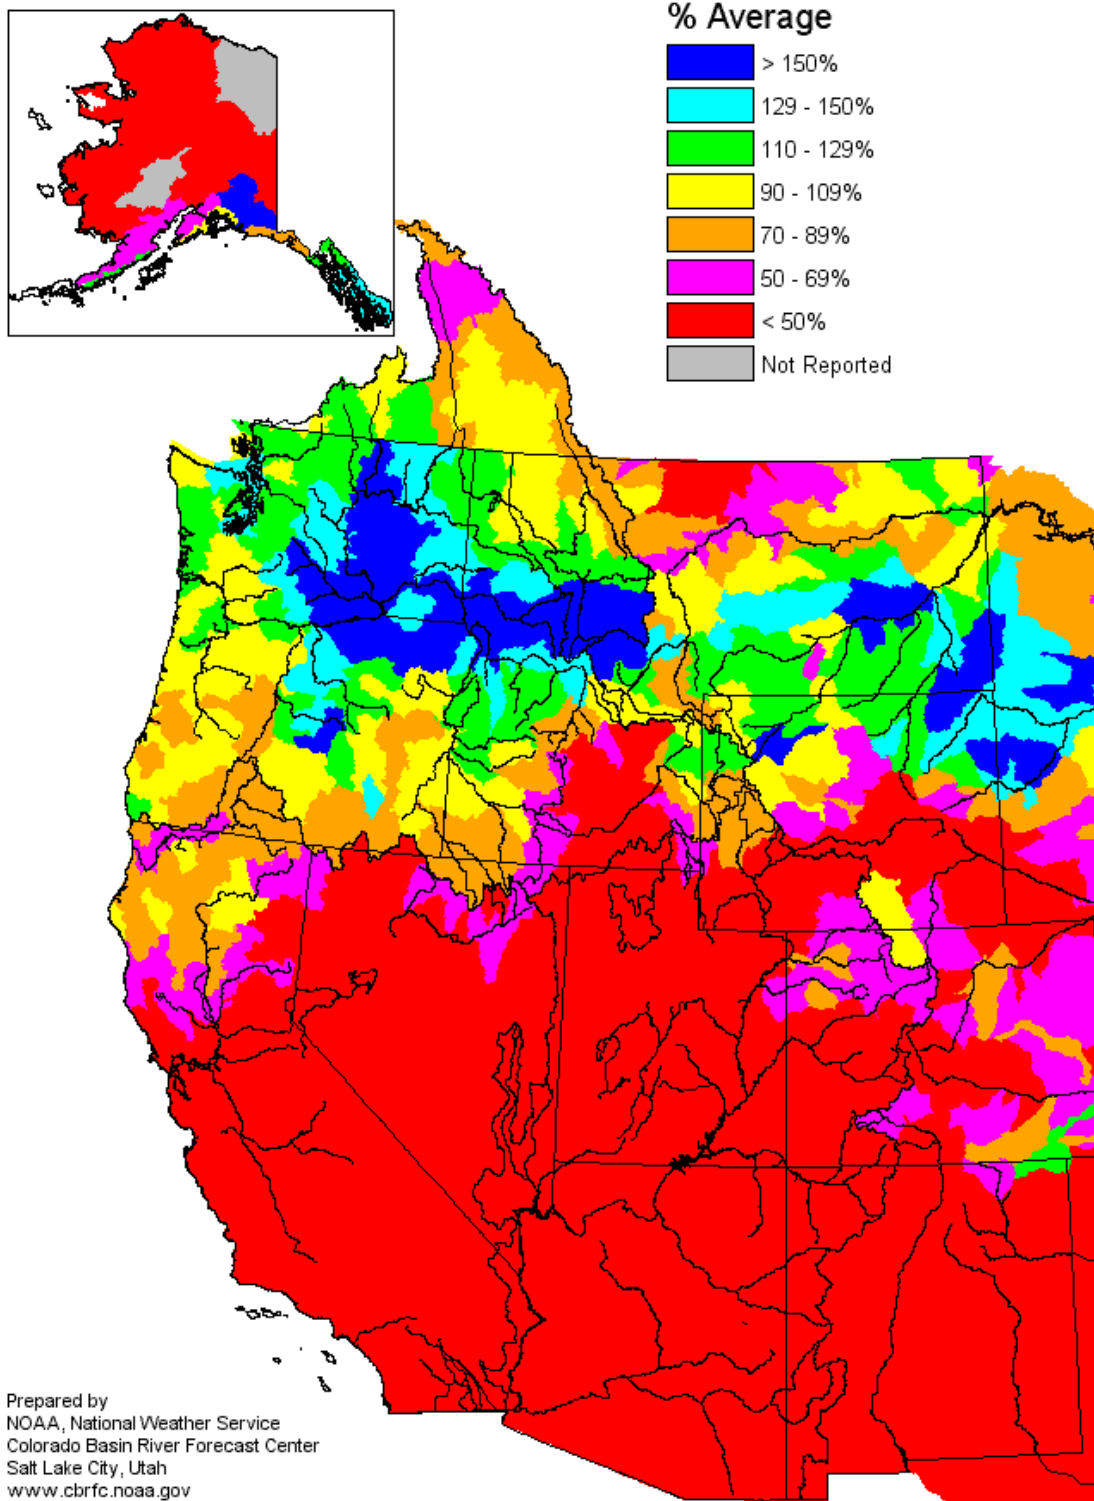 % Average
> 150%
129 - 150%
110 - 129%
90 - 109%
70 - 89%
50 - 69%
< 50%
Not Reported
Prepared by
NOAA, National Weather Service
Colorado Basin River Forecast Center
Salt Lake City, Utah
www.cbrfc.noaa.gov